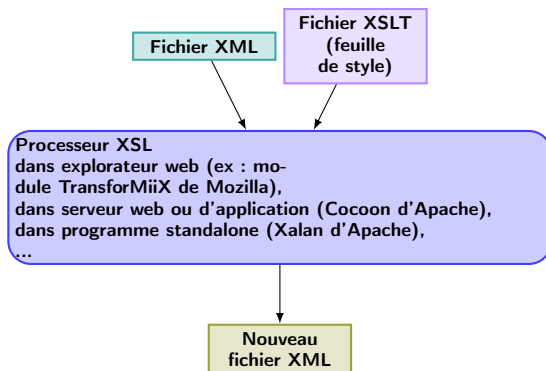 Fichier XML
Fichier XSLT
(feuille
de style)
Processeur XSL
dans explorateur web (ex : mo-
dule TransforMiiX de Mozilla),
dans serveur web ou d'application (Cocoon d'Apache),
dans programme standalone (Xalan d'Apache),
...
Nouveau
fichier XML